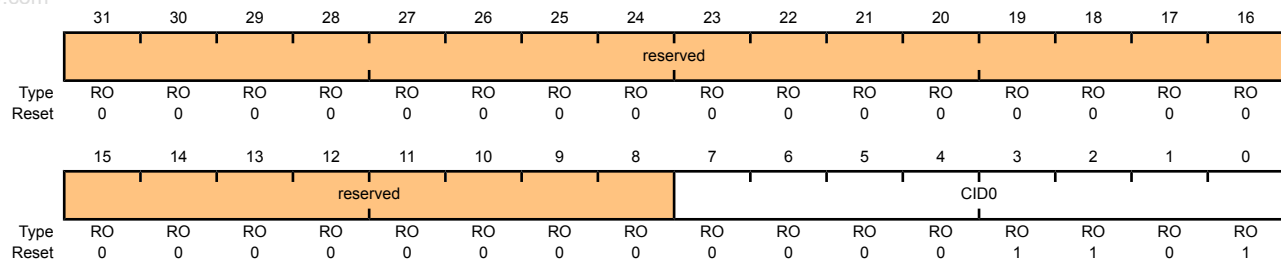 .com
31 30 29 28 27 26 25 24 23 22 21 20 19 18 17 16
reserved
Type RO RO RO RO RO RO RO RO RO RO RO RO RO RO RO RO
Reset 0 0 0 0 0 0 0 0 0 0 0 0 0 0 0 0
15 14 13 12 11 10 9 8 7 6 5 4 3 2 1 0
reserved CID0
Type RO RO RO RO RO RO RO RO RO RO RO RO RO RO RO RO
Reset 0 0 0 0 0 0 0 0 0 0 0 0 1 1 0 1